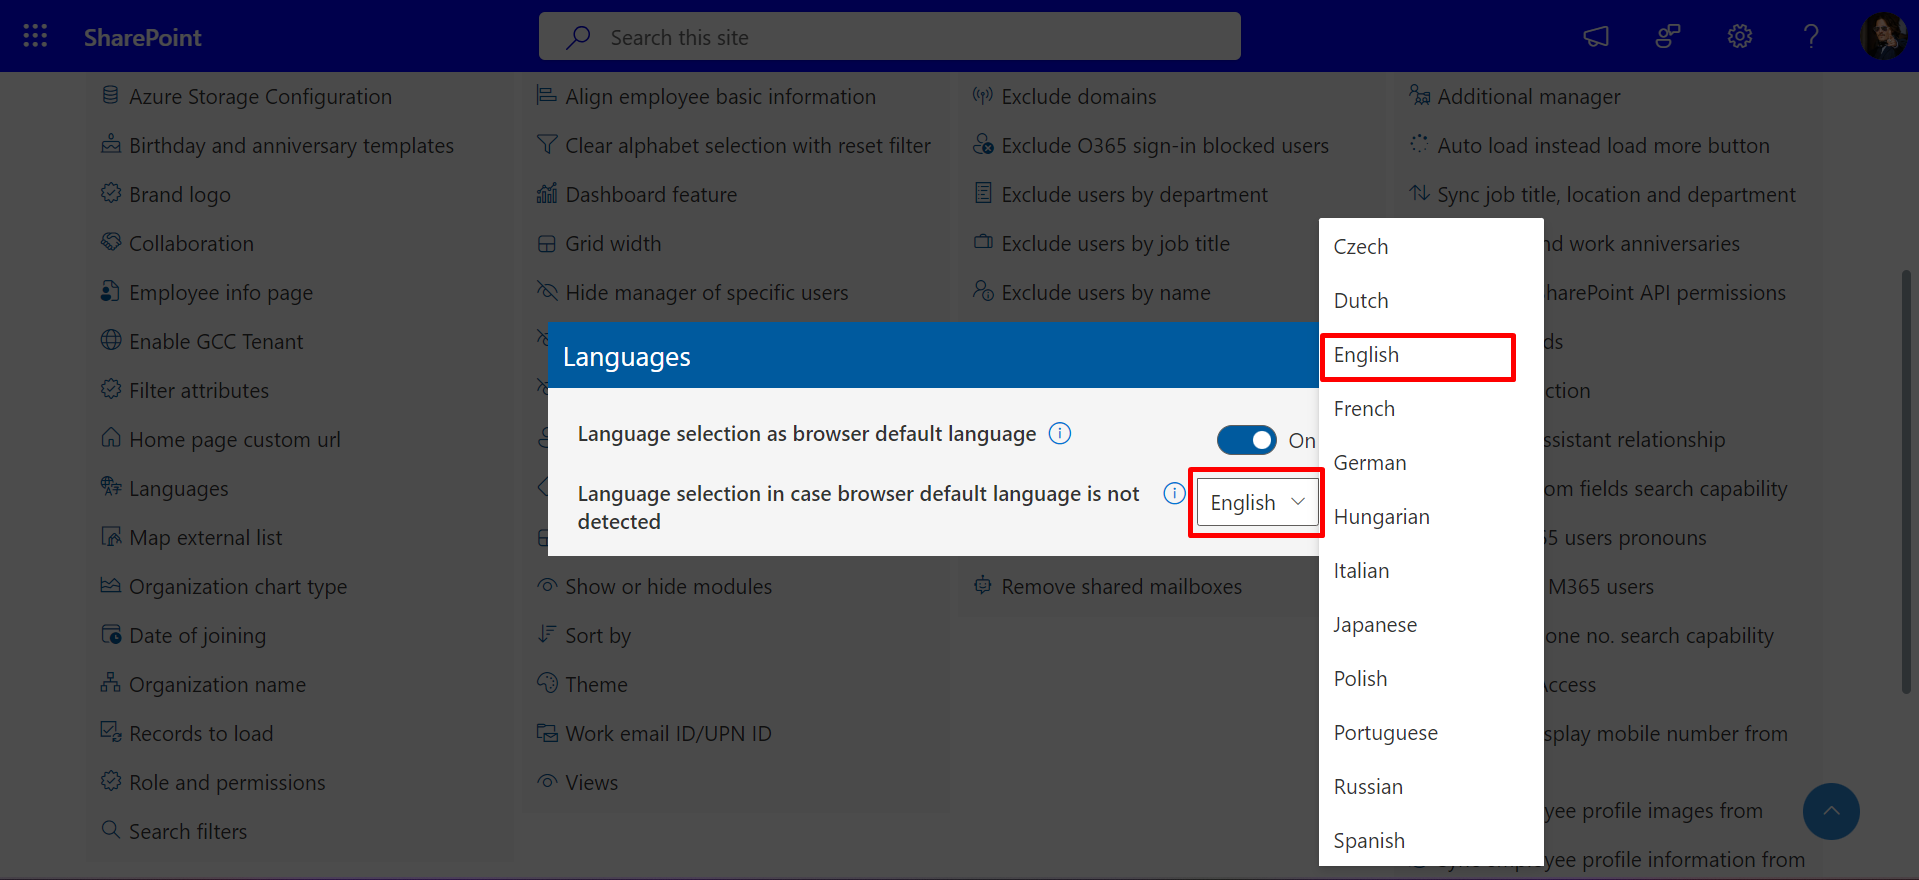 SharePoint
Search this site
Azure Storage Configuration
Birthday and anniversary templates
Brand logo
Collaboration
Employee info page
Enable GCC Tenant
Filter attributes
Home page custom url
Languages
Map external list
Organization chart type
Date of joining
Organization name
Records to load
Role and permissions
Search filters
Align employee basic information
Clear alphabet selection with reset filter
Dashboard feature
Grid width
Hide manager of specific users
Show or hide modules
Sort by
Theme
Work email ID/UPN ID
Views
Exclude domains
Exclude O365 sign-in blocked users
Exclude users by department
Exclude users by job title
Exclude users by name
Remove shared mailboxes
Additional manager
Auto load instead load more button
Sync job title, location and department
nd work anniversaries
SharePoint API permissions
ds
ction
ssistant relationship
om fields search capability
65 users pronouns
M365 users
one no. search capability
Access
splay mobile number from
yee profile images from
Sync employee profile information from
Languages
Language selection as browser default language
On
Language selection in case browser default language is not
detected
English
Czech
Dutch
English
French
German
Hungarian
Italian
Japanese
Polish
Portuguese
Russian
Spanish